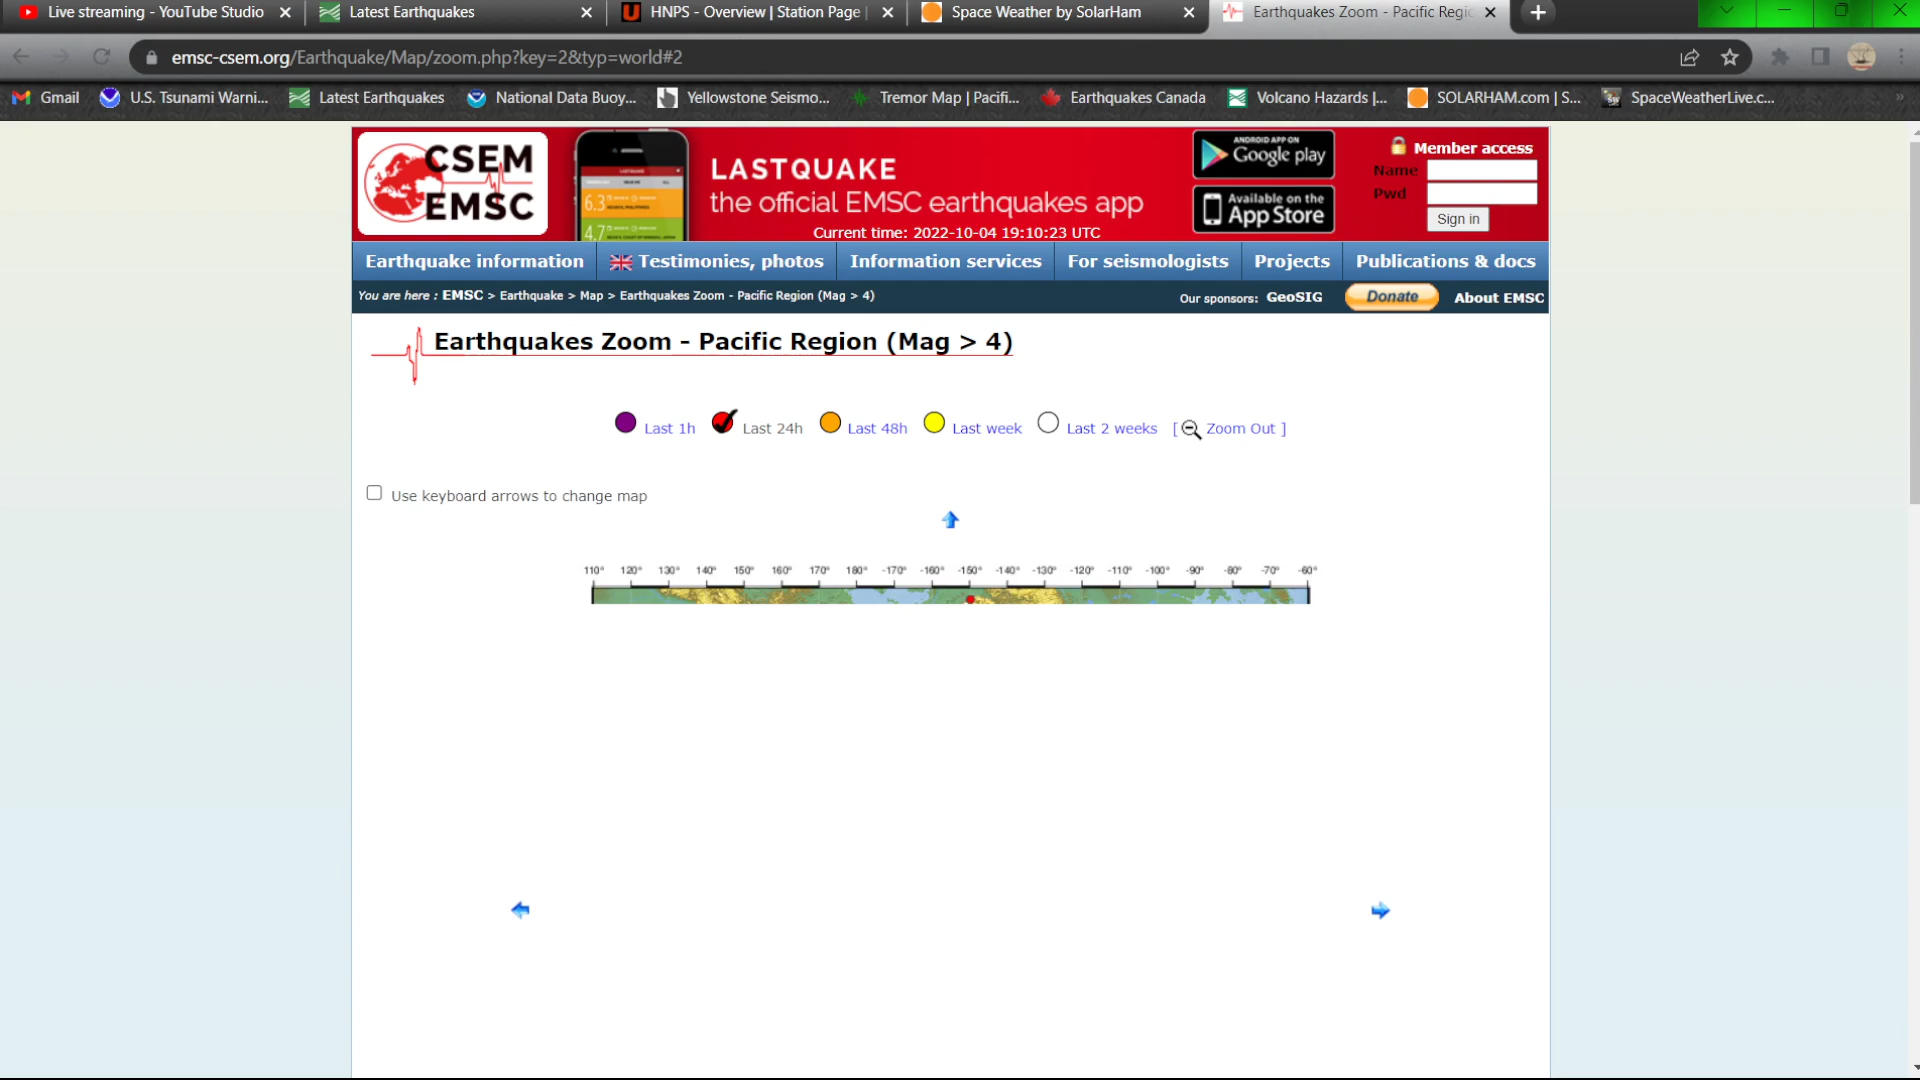 Live streaming - YouTube Studio
Latest Earthquakes
HNPS - Overview | Station Page |
Space Weather by SolarHam
Earthquakes Zoom - Pacific Regic
emsc-csem.org/Earthquake/Map/zoom.php?key=2&typ=world#2
Gmail
U.S. Tsunami Warni...
Latest Earthquakes
National Data Buoy...
Yellowstone Seismo...
Tremor Map | Pacifi...
Earthquakes Canada
Volcano Hazards |...
SOLARHAM.com | S...
SpaceWeatherLive.c...
CSEM
EMSC
6.3
4.7
LASTQUAKE
the official EMSC earthquakes app
Current time: 2022-10-04 19:10:23 UTC
ANDROID APP ON
Google play
Available on the
App Store
Member access
Name
Pwd
Sign in
Earthquake information
Testimonies, photos
Information services
For seismologists
Projects
Publications & docs
You are here : EMSC > Earthquake > Map > Earthquakes Zoom - Pacific Region (Mag > 4)
Our sponsors: GeoSIG
Donate
About EMSC
Earthquakes Zoom - Pacific Region (Mag > 4)
Last 1h
Last 24h
Last 48h
Last week
Last 2 weeks
[ Zoom Out ]
Use keyboard arrows to change map
110° 120° 130° 140° 150° 160° 170° 180° -170° -160° -150° -140° -130° -120° -110° -100° -90° -80° -70° -60°